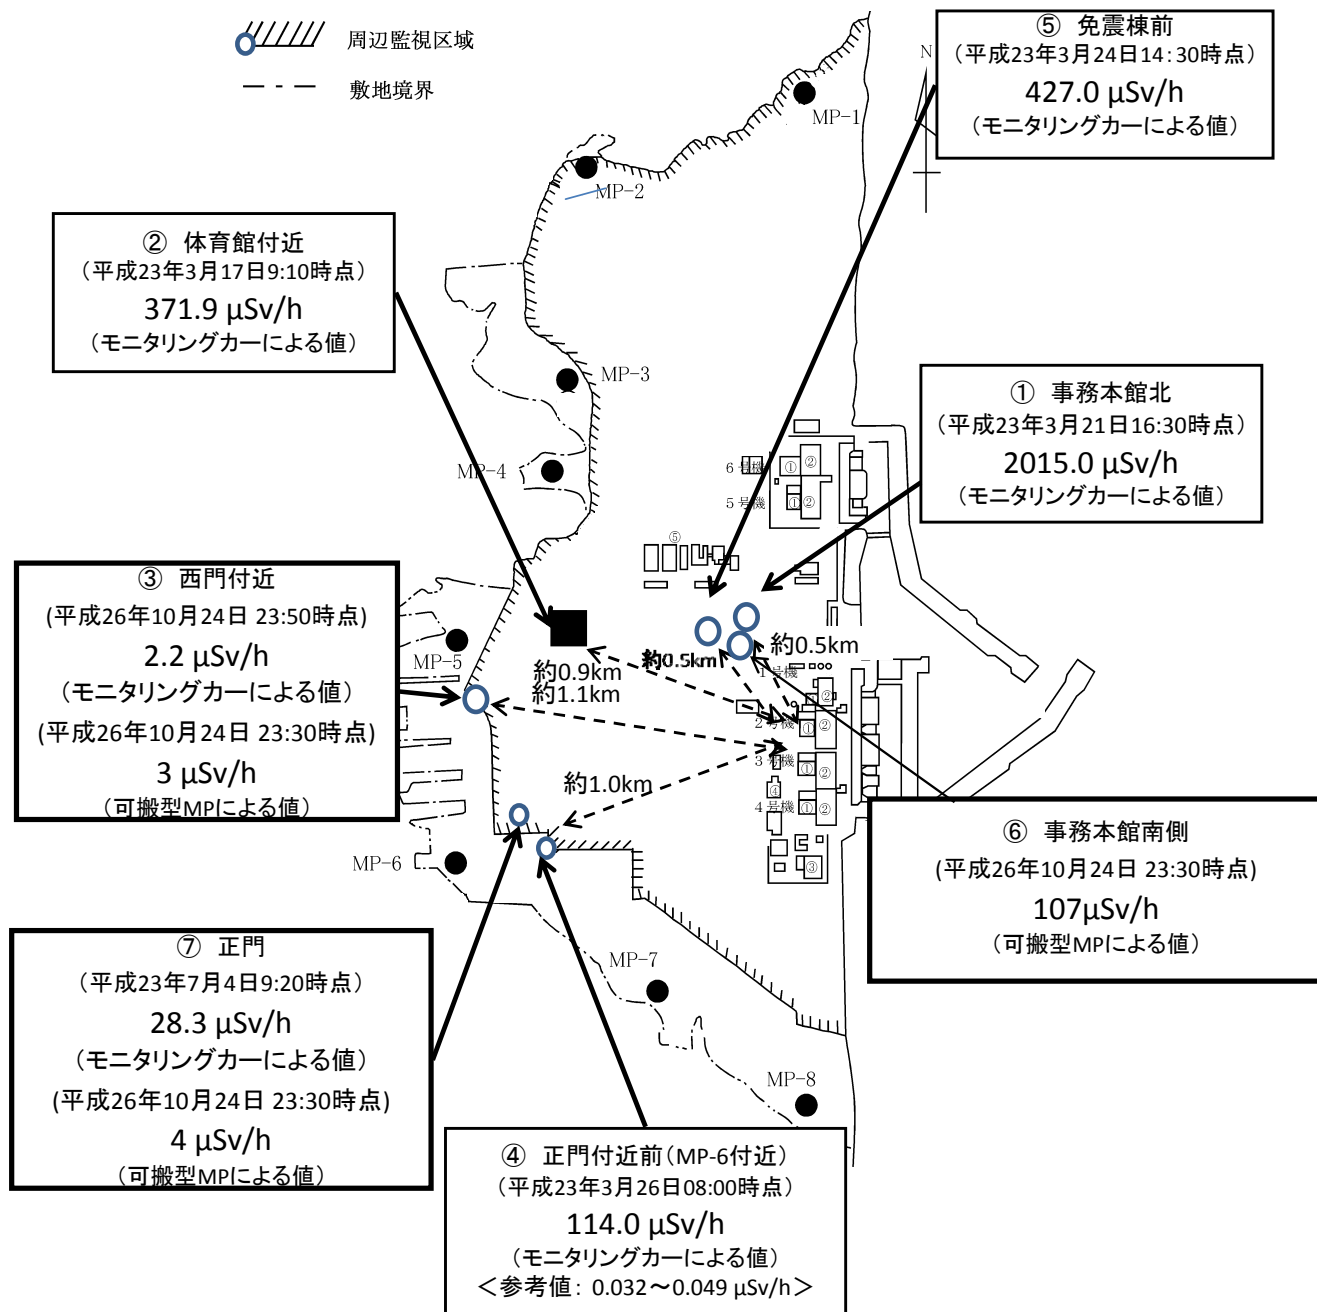 周辺監視区域
敷地境界
⑤ 免震棟前
(平成23年3月24日14:30時点)
427.0 μSv/h
(モニタリングカーによる値)
N
MP-1
MP-2
② 体育館付近
(平成23年3月17日9:10時点)
371.9 μSv/h
(モニタリングカーによる値)
MP-3
① 事務本館北
(平成23年3月21日16:30時点)
2015.0 μSv/h
(モニタリングカーによる値)
MP-4
6号機
①
②
5号機
①
②
⑤
③ 西門付近
(平成26年10月24日 23:50時点)
2.2 μSv/h
(モニタリングカーによる値)
(平成26年10月24日 23:30時点)
3 μSv/h
(可搬型MPによる値)
MP-5
約0.9km
約1.1km
約0.5km
約0.5km
1号機
②
2号機
①
②
3号機
①
②
約1.0km
④
4号機
①
②
③
⑥ 事務本館南側
(平成26年10月24日 23:30時点)
107μSv/h
(可搬型MPによる値)
MP-6
⑦ 正門
(平成23年7月4日9:20時点)
28.3 μSv/h
(モニタリングカーによる値)
(平成26年10月24日 23:30時点)
4 μSv/h
(可搬型MPによる値)
MP-7
MP-8
④ 正門付近前(MP-6付近)
(平成23年3月26日08:00時点)
114.0 μSv/h
(モニタリングカーによる値)
＜参考値: 0.032～0.049 μSv/h＞